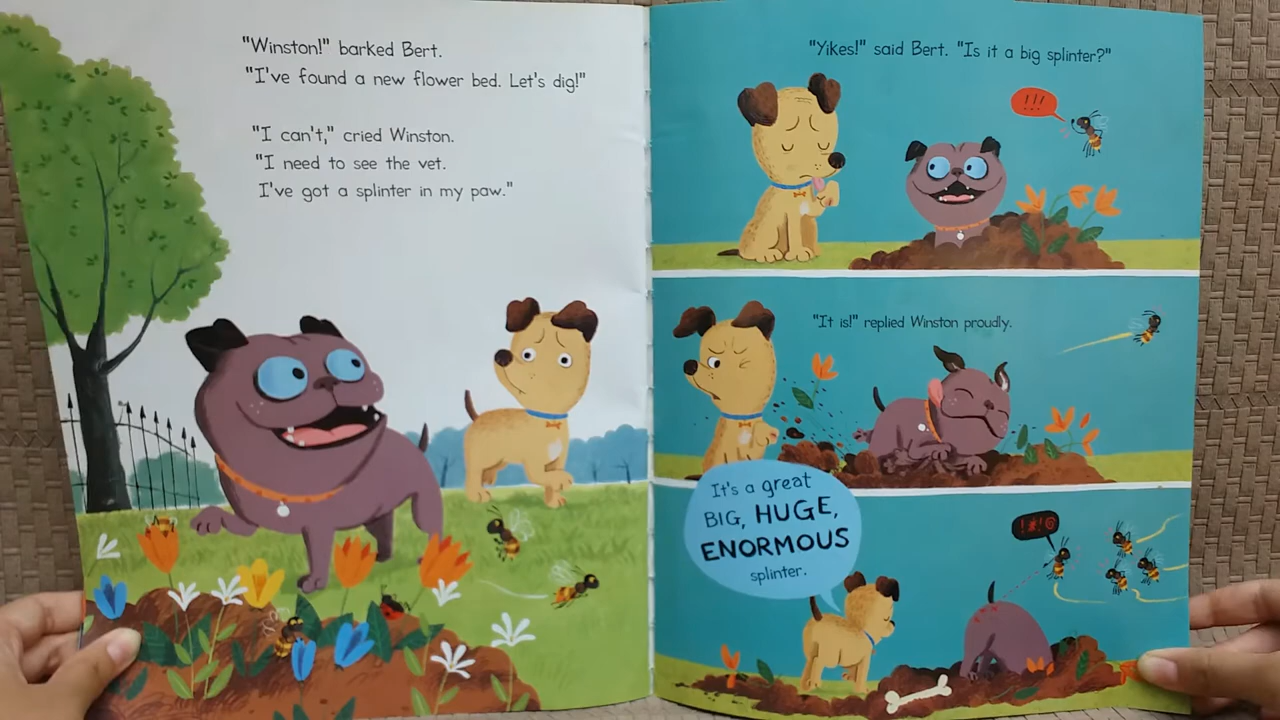 "Winston!" barked Bert.
"I've found a new flower bed. Let's dig!"
"I can't," cried Winston.
"I need to see the vet.
I've got a splinter in my paw."
"Yikes!" said Bert. "Is it a big splinter?"
!!!
"It is!" replied Winston proudly.
It's a great
BIG, HUGE,
ENORMOUS
splinter.
!*!@